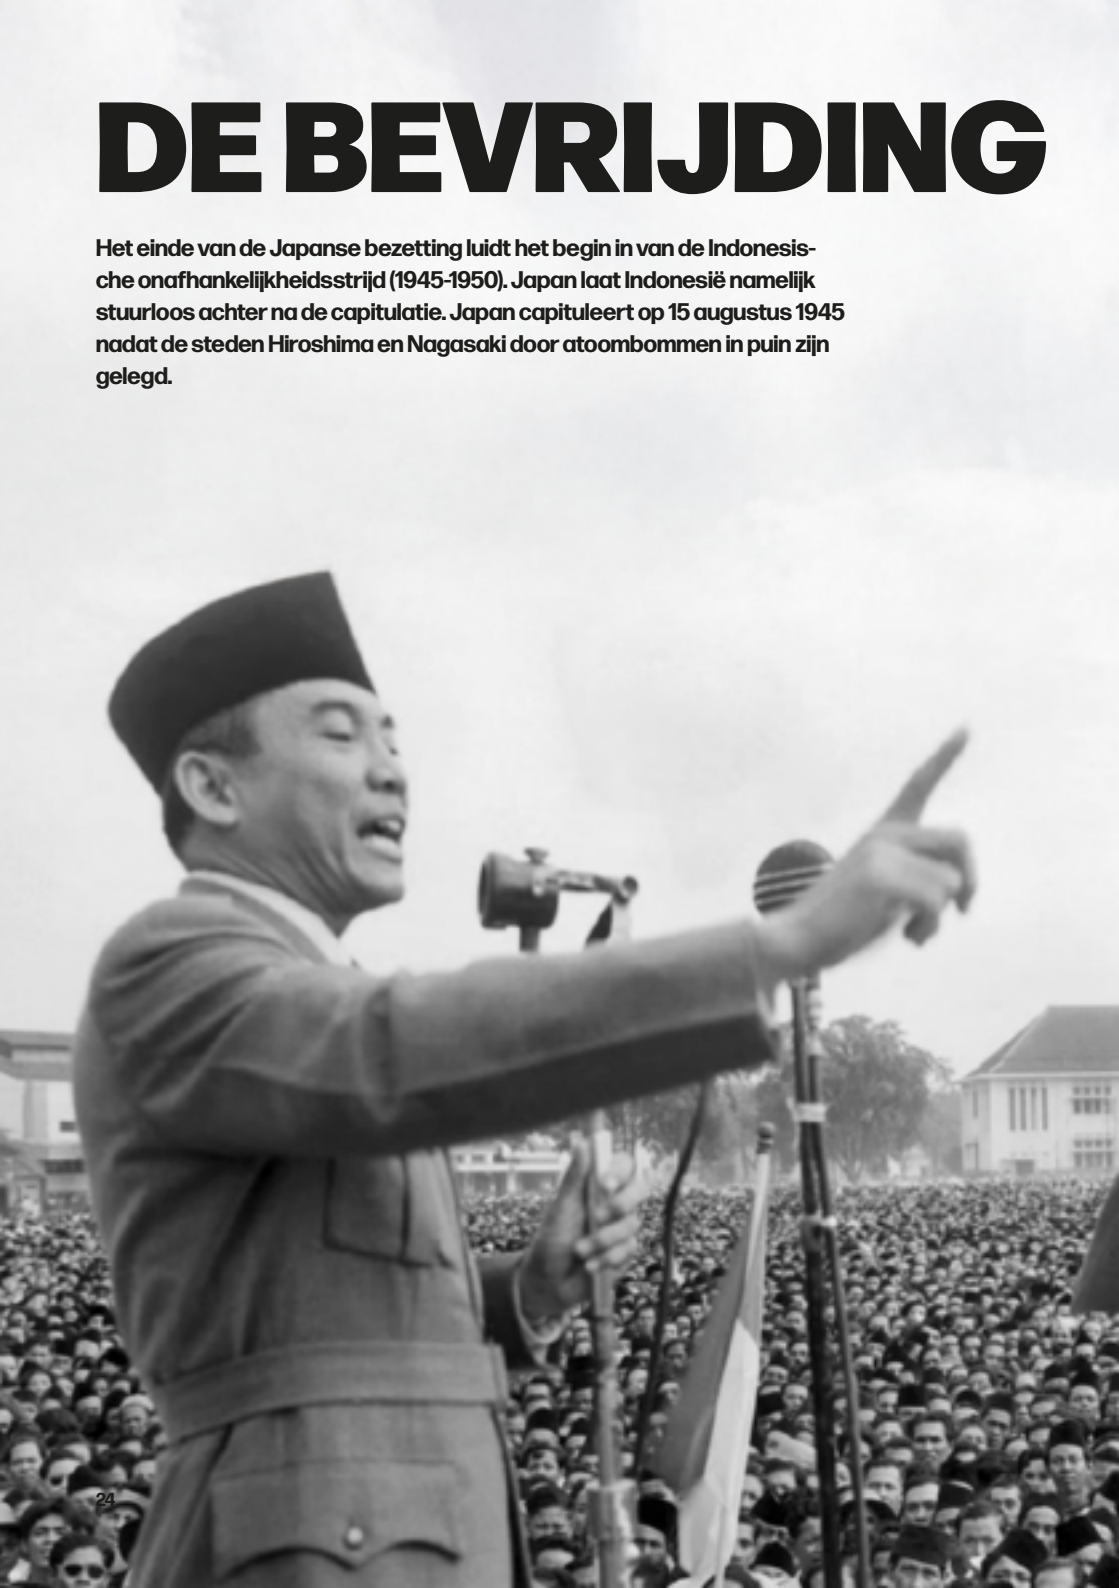 DE BEVRIJDING
Het einde van de Japanse bezetting luidt het begin in van de Indonesis-
che onafhankelijkheidsstrijd (1945-1950). Japan laat Indonesië namelijk
stuurloos achter na de capitulatie. Japan capituleert op 15 augustus 1945
nadat de steden Hiroshima en Nagasaki door atoombommen in puin zijn
gelegd.
24